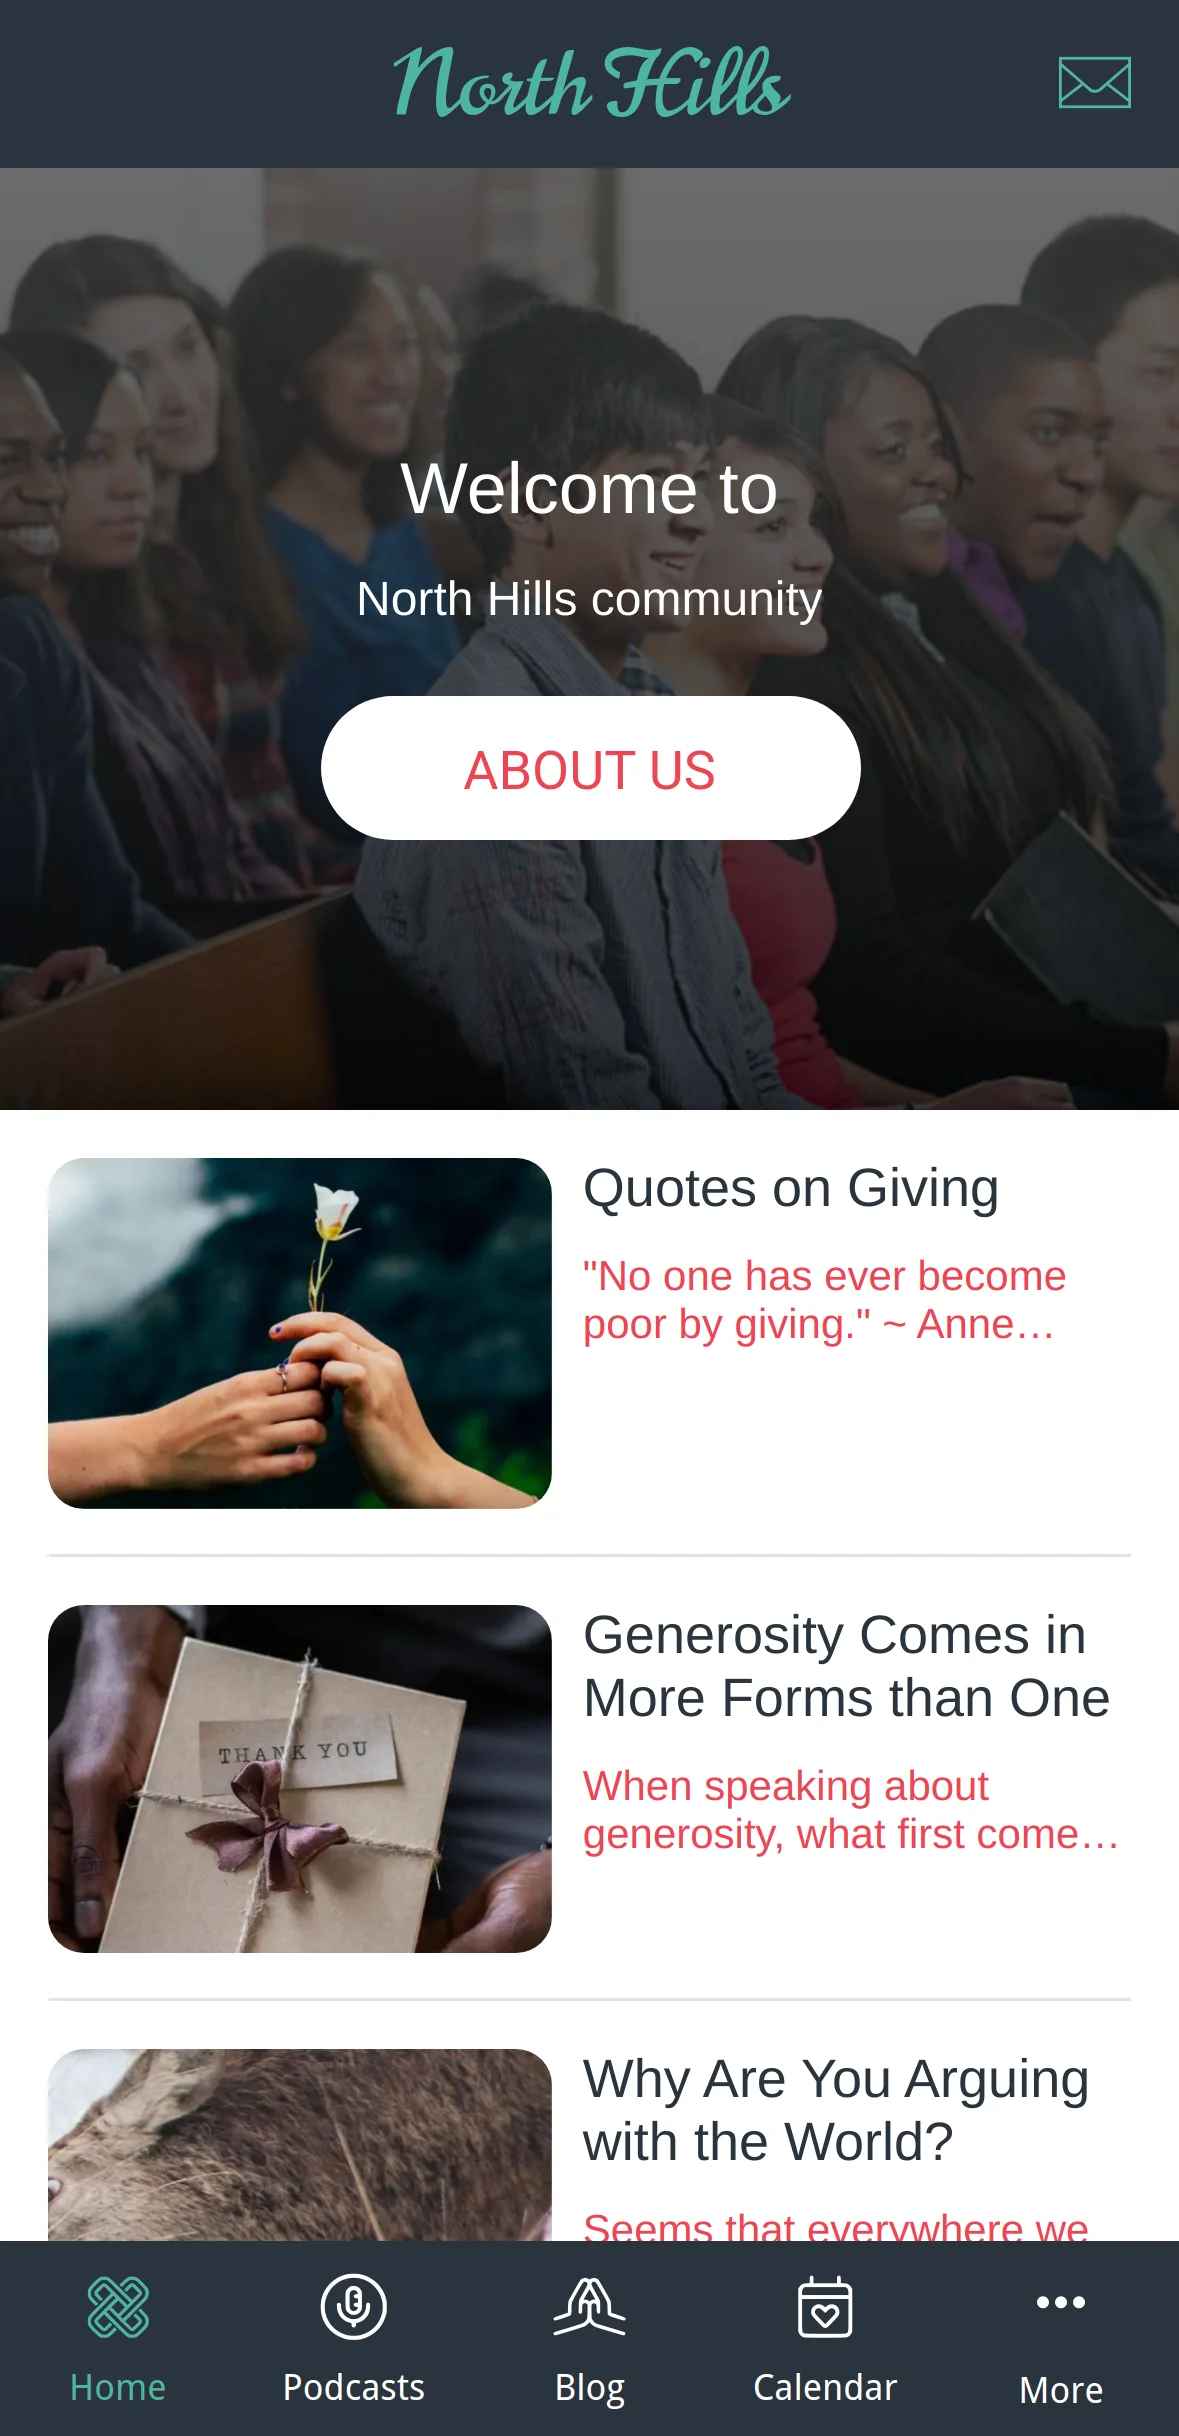 North Hills
Welcome to
North Hills community
ABOUT US
Quotes on Giving
"No one has ever become
poor by giving." ~ Anne…
THANK YOU
Generosity Comes in
More Forms than One
When speaking about
generosity, what first come…
Why Are You Arguing
with the World?
Seems that everywhere we
Home
Podcasts
Blog
Calendar
More